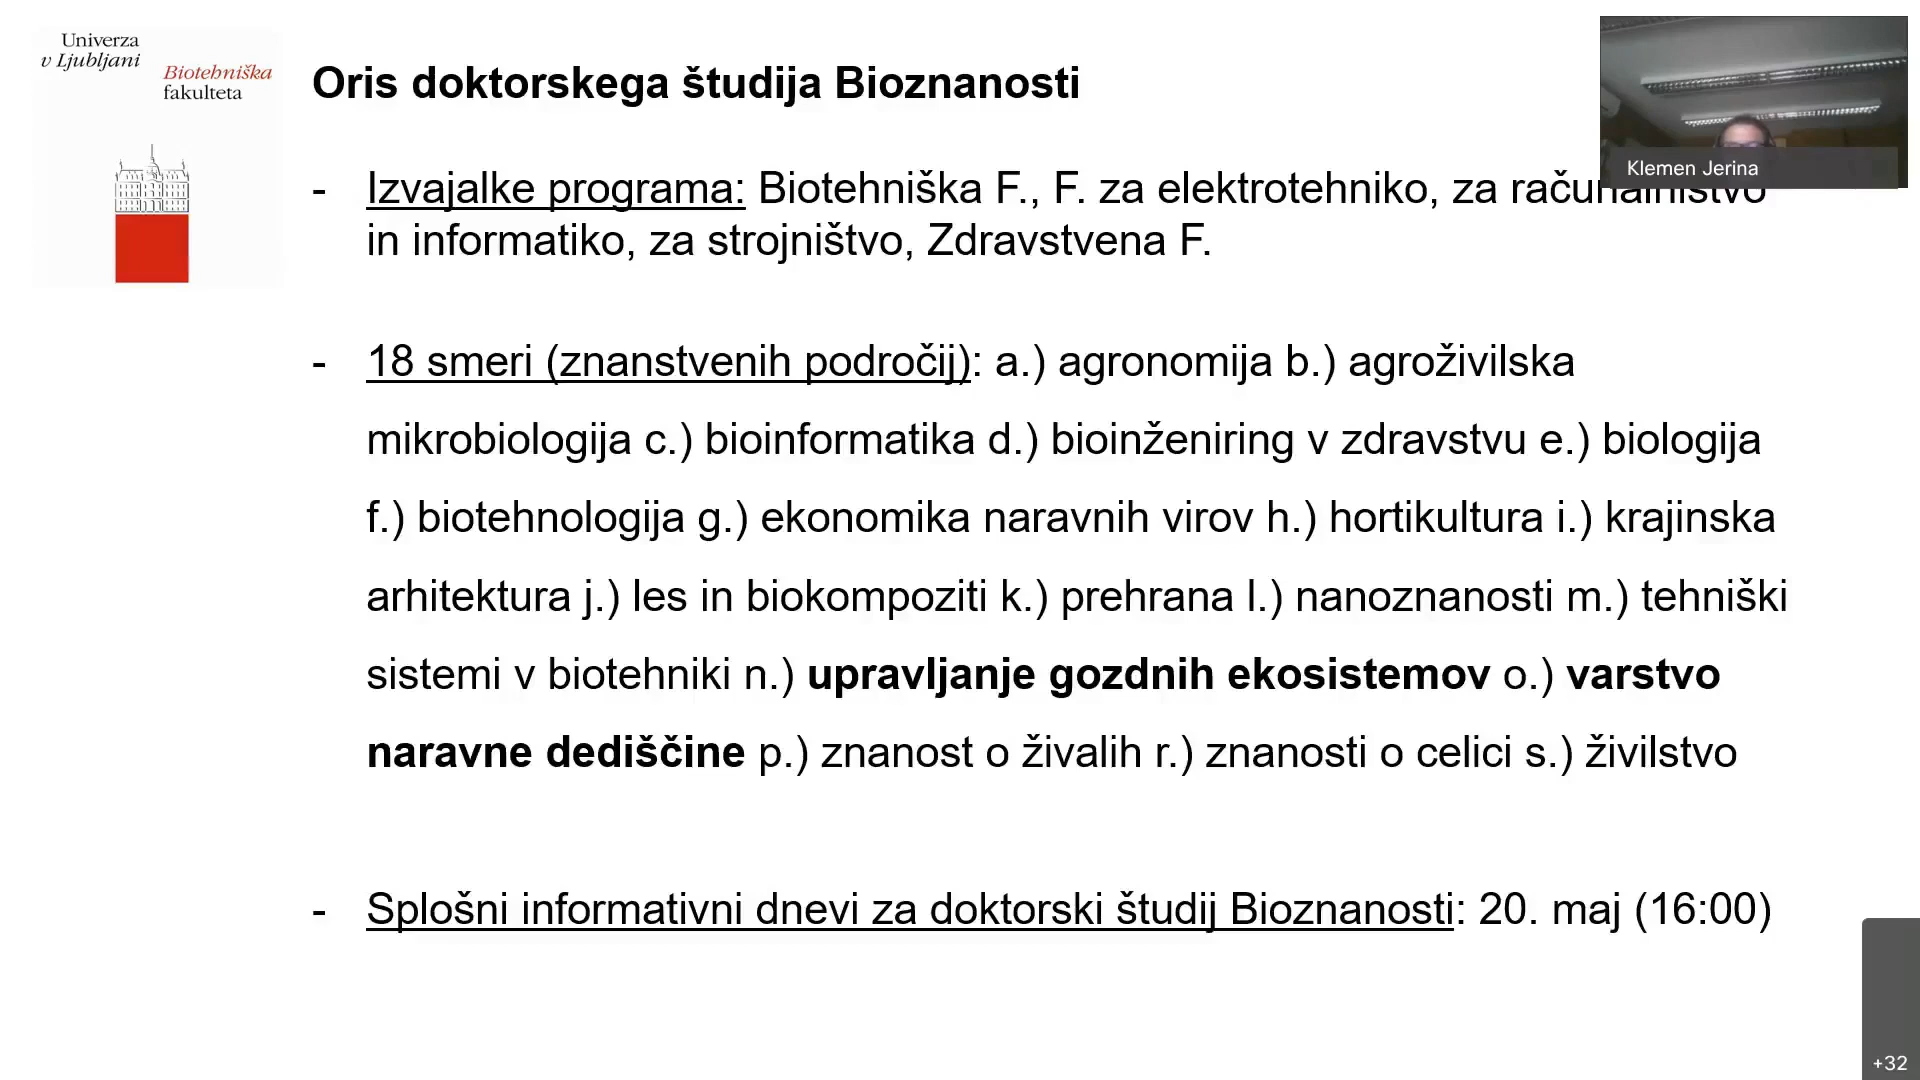 Univerza
v Ljubljani
Biotehniška
fakulteta
Oris doktorskega študija Bioznanosti
Klemen Jerina
- Izvajalke programa: Biotehniška F., F. za elektrotehniko, za računalništvo
in informatiko, za strojništvo, Zdravstvena F.
- 18 smeri (znanstvenih področij): a.) agronomija b.) agroživilska
mikrobiologija c.) bioinformatika d.) bioinženiring v zdravstvu e.) biologija
f.) biotehnologija g.) ekonomika naravnih virov h.) hortikultura i.) krajinska
arhitektura j.) les in biokompoziti k.) prehrana l.) nanoznanosti m.) tehniški
sistemi v biotehniki n.) upravljanje gozdnih ekosistemov o.) varstvo
naravne dediščine p.) znanost o živalih r.) znanosti o celici s.) živilstvo
- Splošni informativni dnevi za doktorski študij Bioznanosti: 20. maj (16:00)
+32